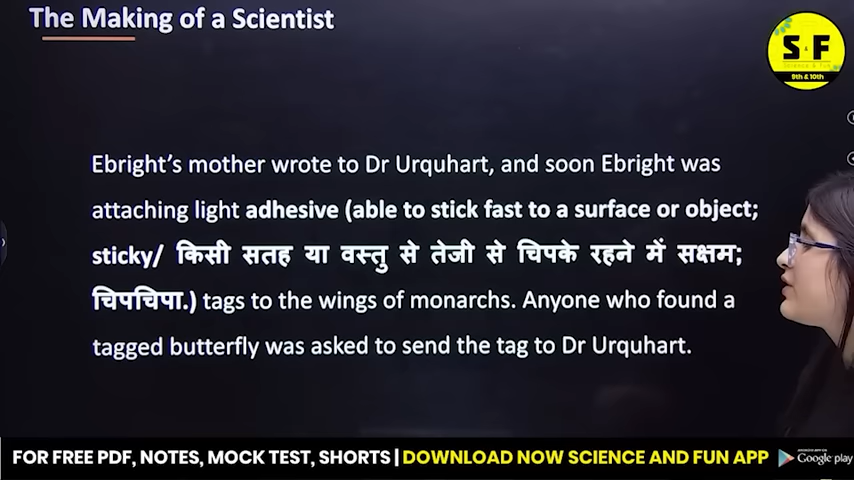 The Making of a Scientist
S&F
Science & Fun
9th & 10th
Ebright's mother wrote to Dr Urquhart, and soon Ebright was
attaching light adhesive (able to stick fast to a surface or object;
sticky/ किसी सतह या वस्तु से तेजी से चिपके रहने में सक्षम;
चिपचिपा.) tags to the wings of monarchs. Anyone who found a
tagged butterfly was asked to send the tag to Dr Urquhart.
FOR FREE PDF, NOTES, MOCK TEST, SHORTS | DOWNLOAD NOW SCIENCE AND FUN APP
Google play